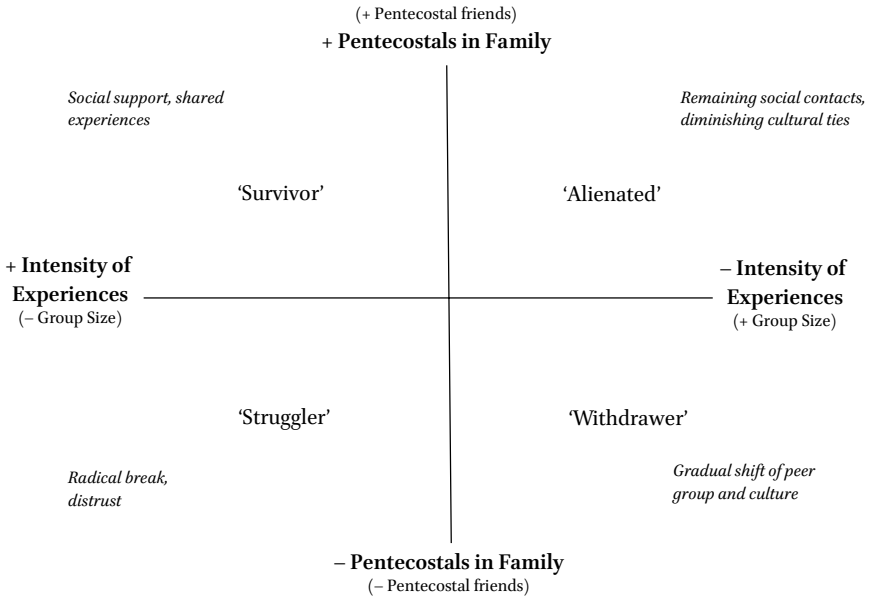 (+ Pentecostal friends)
+ Pentecostals in Family
Social support, shared
experiences
Remaining social contacts,
diminishing cultural ties
‘Survivor’
‘Alienated’
+ Intensity of
Experiences
(– Group Size)
– Intensity of
Experiences
(+ Group Size)
‘Struggler’
‘Withdrawer’
Radical break,
distrust
Gradual shift of peer
group and culture
– Pentecostals in Family
(– Pentecostal friends)